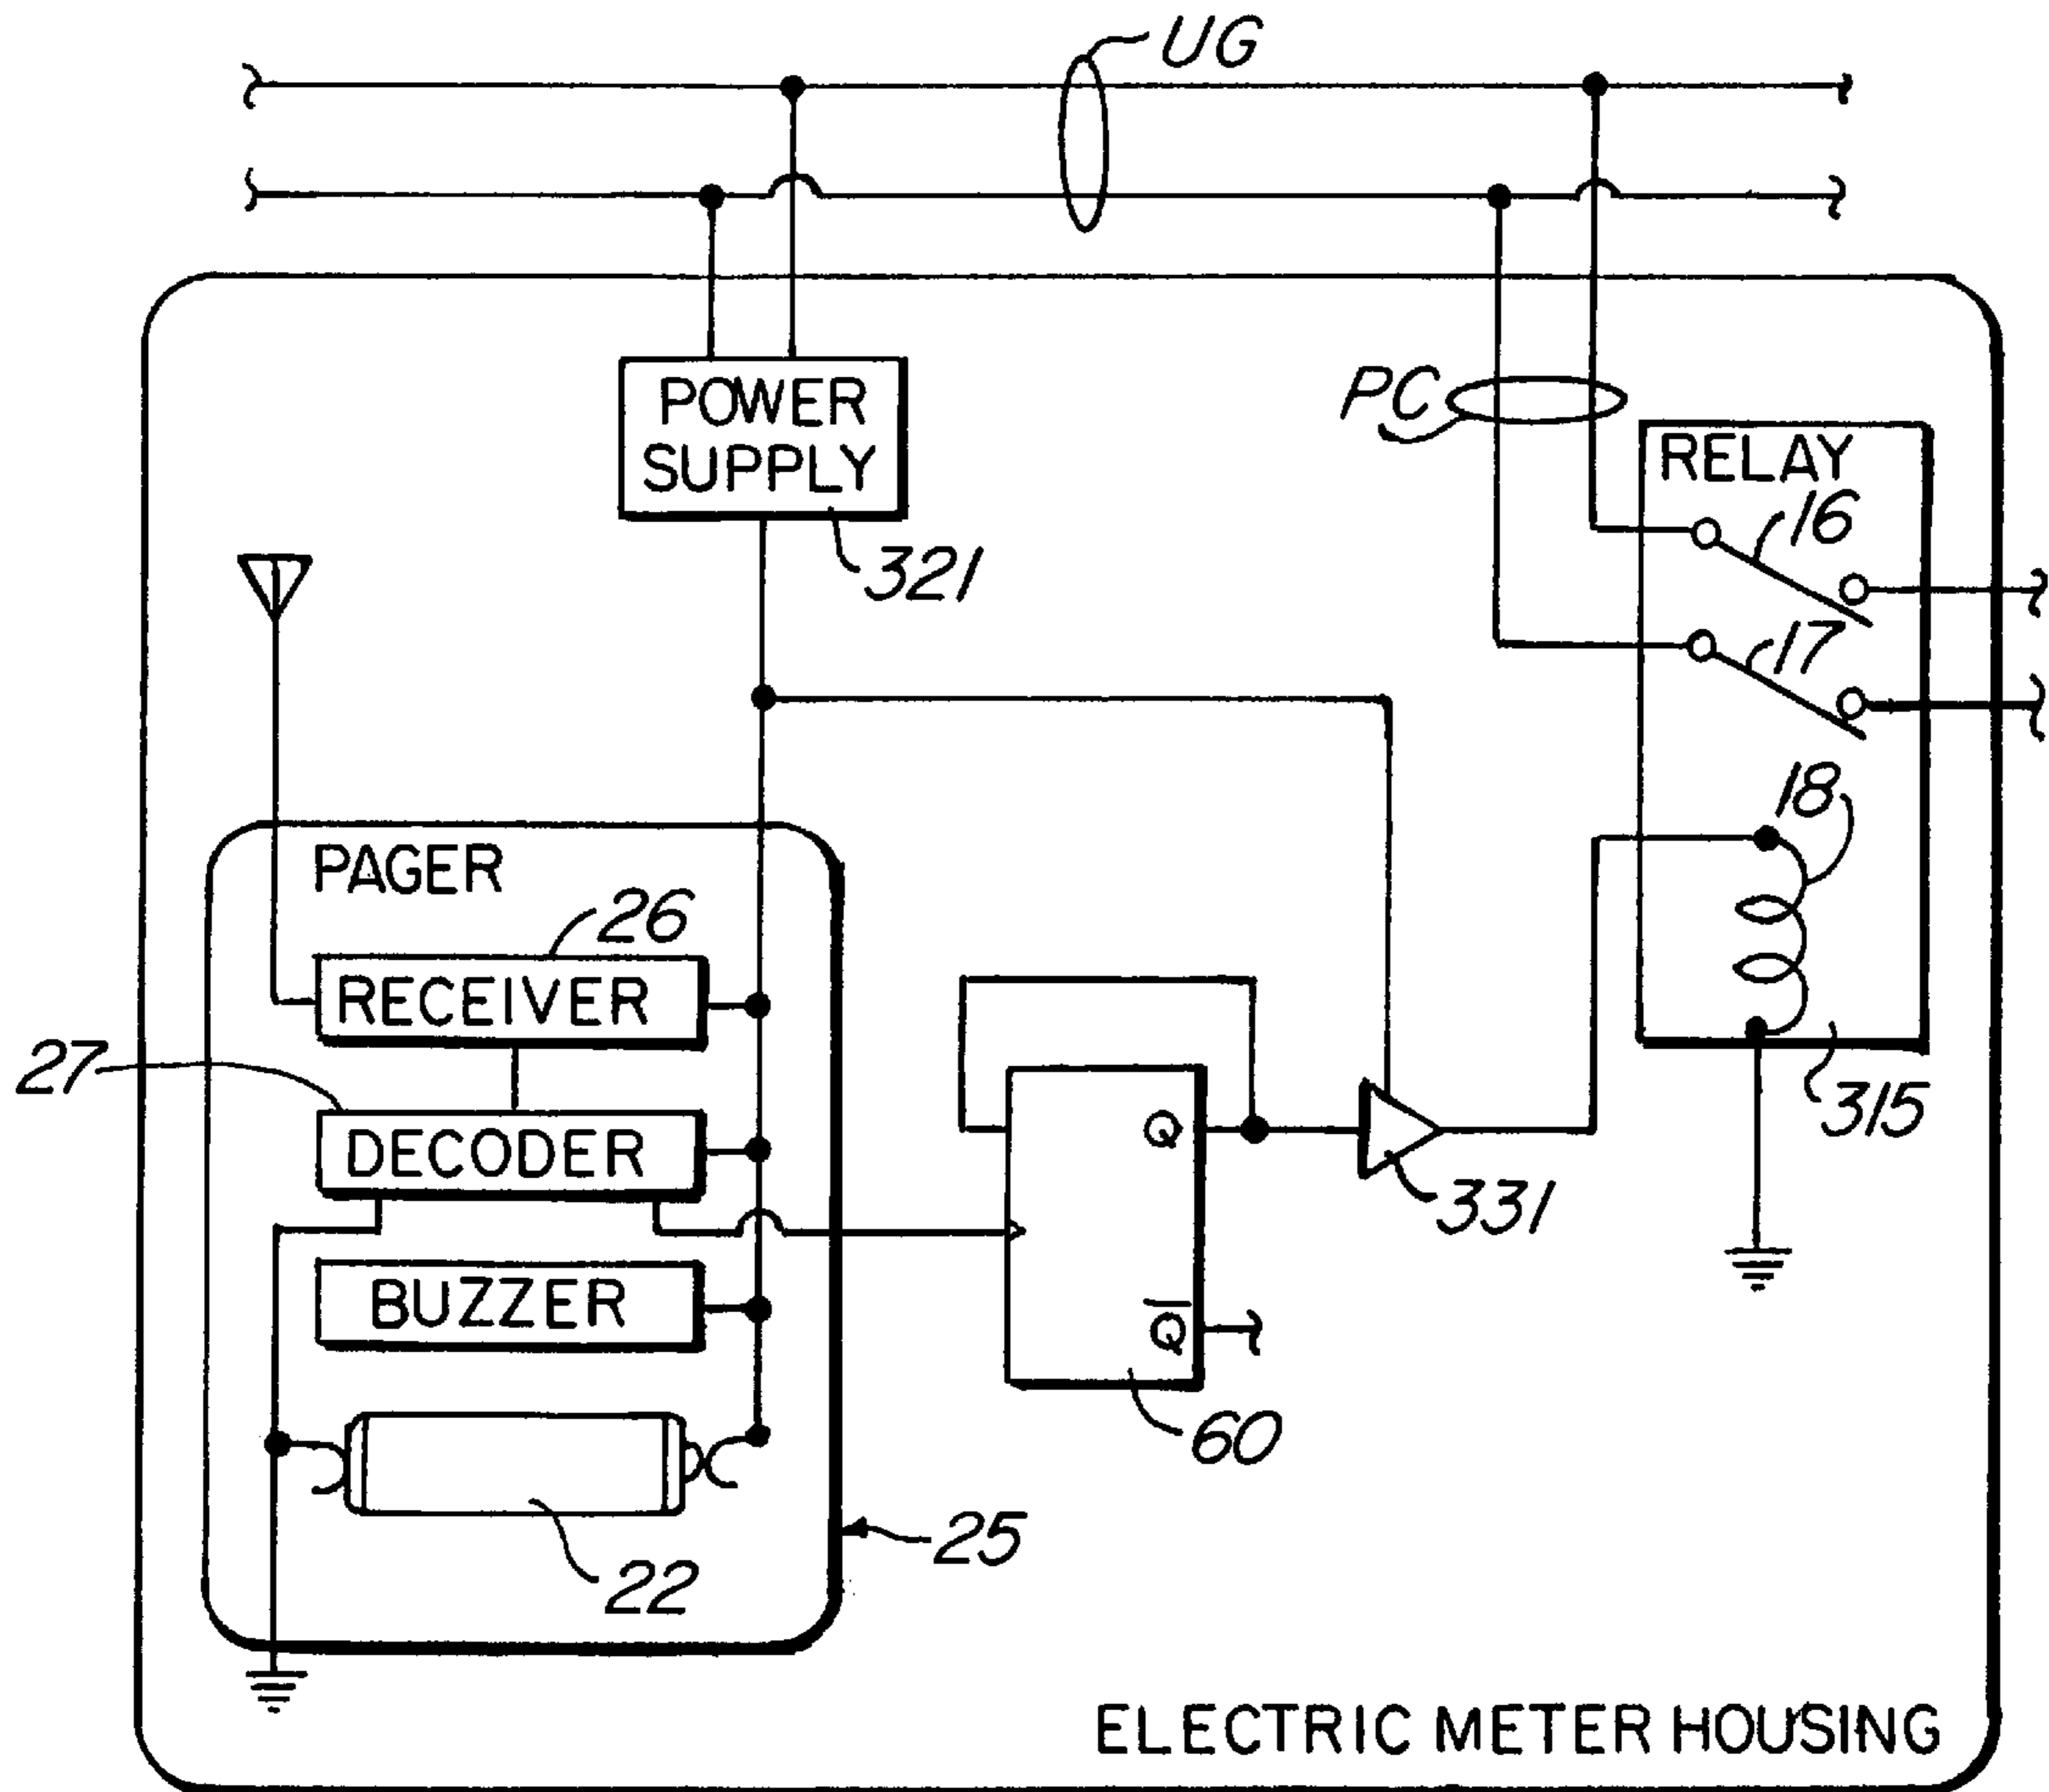 UG
POWER
SUPPLY
321
PC
RELAY
16
17
18
315
PAGER
26
RECEIVER
27
DECODER
BUZZER
22
25
Q
Q̅
60
331
ELECTRIC METER HOUSING